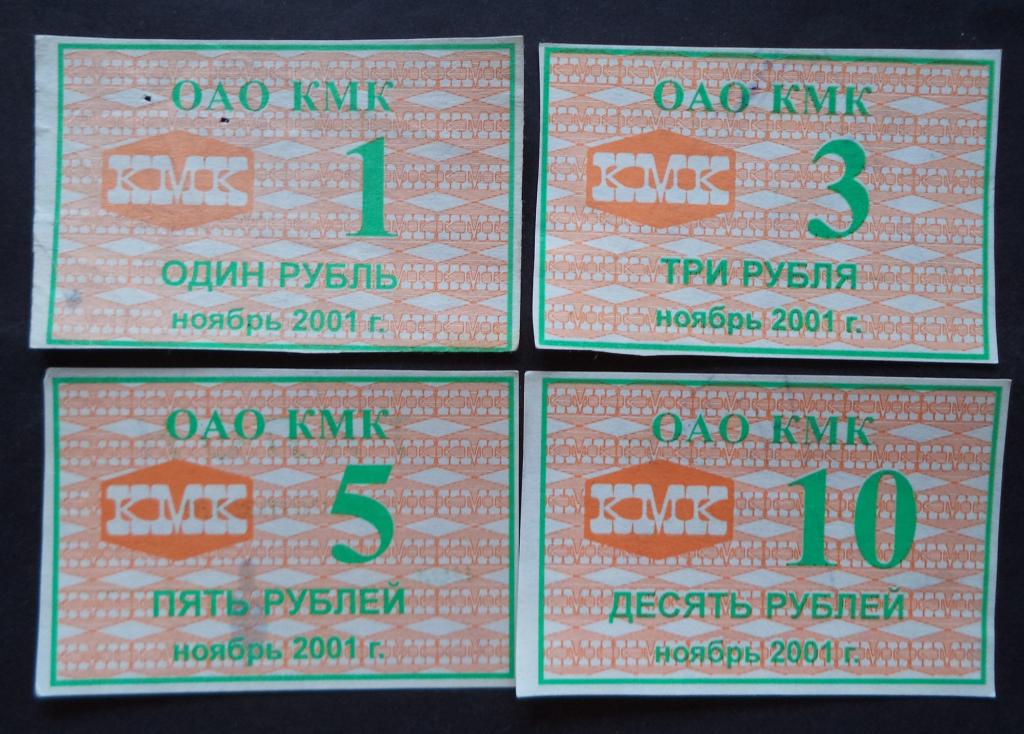 ОАО КМК
КМК
1
ОДИН РУБЛЬ
ноябрь 2001 г.
ОАО КМК
КМК
3
ТРИ РУБЛЯ
ноябрь 2001 г.
ОАО КМК
КМК
5
ПЯТЬ РУБЛЕЙ
ноябрь 2001 г.
ОАО КМК
КМК
10
ДЕСЯТЬ РУБЛЕЙ
ноябрь 2001 г.